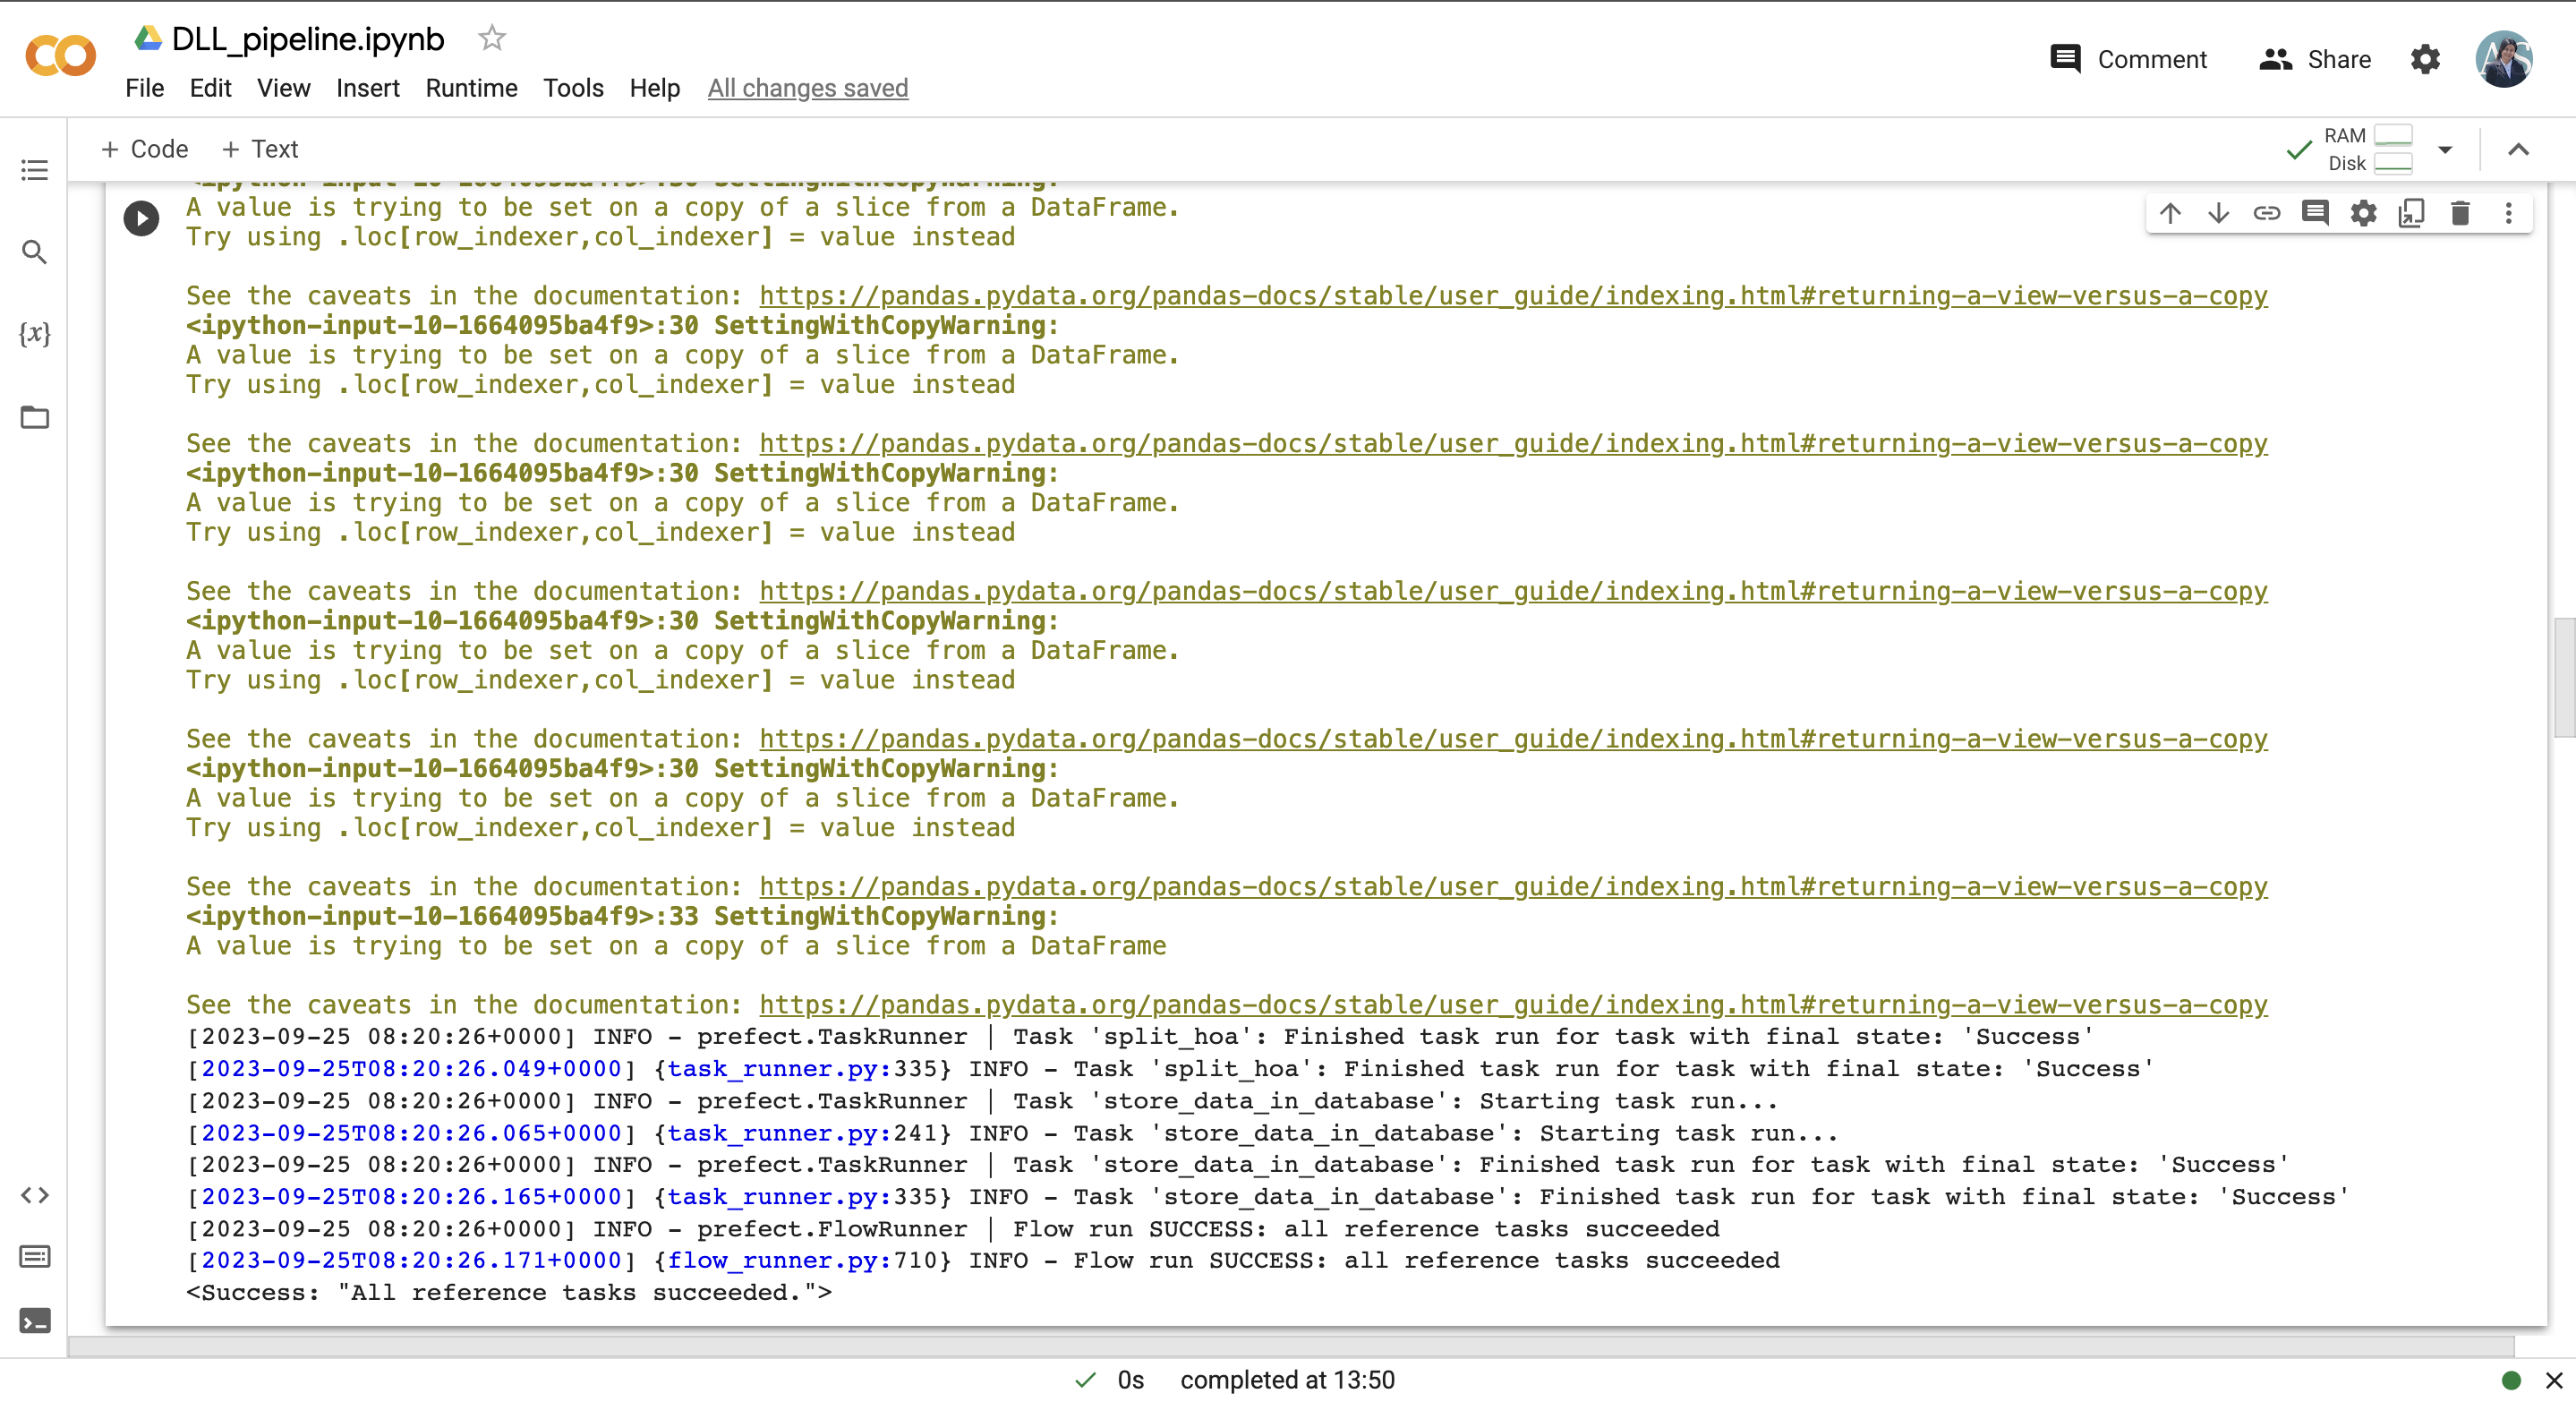 DLL_pipeline.ipynb
Comment
Share
File Edit View Insert Runtime Tools Help All changes saved
+ Code + Text
RAM
Disk
<ipython-input-10-1664095ba4f9>:30 SettingWithCopyWarning:
A value is trying to be set on a copy of a slice from a DataFrame.
Try using .loc[row_indexer,col_indexer] = value instead
See the caveats in the documentation: https://pandas.pydata.org/pandas-docs/stable/user_guide/indexing.html#returning-a-view-versus-a-copy
<ipython-input-10-1664095ba4f9>:30 SettingWithCopyWarning:
A value is trying to be set on a copy of a slice from a DataFrame.
Try using .loc[row_indexer,col_indexer] = value instead
See the caveats in the documentation: https://pandas.pydata.org/pandas-docs/stable/user_guide/indexing.html#returning-a-view-versus-a-copy
<ipython-input-10-1664095ba4f9>:30 SettingWithCopyWarning:
A value is trying to be set on a copy of a slice from a DataFrame.
Try using .loc[row_indexer,col_indexer] = value instead
See the caveats in the documentation: https://pandas.pydata.org/pandas-docs/stable/user_guide/indexing.html#returning-a-view-versus-a-copy
<ipython-input-10-1664095ba4f9>:30 SettingWithCopyWarning:
A value is trying to be set on a copy of a slice from a DataFrame.
Try using .loc[row_indexer,col_indexer] = value instead
See the caveats in the documentation: https://pandas.pydata.org/pandas-docs/stable/user_guide/indexing.html#returning-a-view-versus-a-copy
<ipython-input-10-1664095ba4f9>:30 SettingWithCopyWarning:
A value is trying to be set on a copy of a slice from a DataFrame.
Try using .loc[row_indexer,col_indexer] = value instead
See the caveats in the documentation: https://pandas.pydata.org/pandas-docs/stable/user_guide/indexing.html#returning-a-view-versus-a-copy
<ipython-input-10-1664095ba4f9>:33 SettingWithCopyWarning:
A value is trying to be set on a copy of a slice from a DataFrame
See the caveats in the documentation: https://pandas.pydata.org/pandas-docs/stable/user_guide/indexing.html#returning-a-view-versus-a-copy
[2023-09-25 08:20:26+0000] INFO - prefect.TaskRunner | Task 'split_hoa': Finished task run for task with final state: 'Success'
[2023-09-25T08:20:26.049+0000] {task_runner.py:335} INFO - Task 'split_hoa': Finished task run for task with final state: 'Success'
[2023-09-25 08:20:26+0000] INFO - prefect.TaskRunner | Task 'store_data_in_database': Starting task run...
[2023-09-25T08:20:26.065+0000] {task_runner.py:241} INFO - Task 'store_data_in_database': Starting task run...
[2023-09-25 08:20:26+0000] INFO - prefect.TaskRunner | Task 'store_data_in_database': Finished task run for task with final state: 'Success'
[2023-09-25T08:20:26.165+0000] {task_runner.py:335} INFO - Task 'store_data_in_database': Finished task run for task with final state: 'Success'
[2023-09-25 08:20:26+0000] INFO - prefect.FlowRunner | Flow run SUCCESS: all reference tasks succeeded
[2023-09-25T08:20:26.171+0000] {flow_runner.py:710} INFO - Flow run SUCCESS: all reference tasks succeeded
<Success: "All reference tasks succeeded.">
0s completed at 13:50